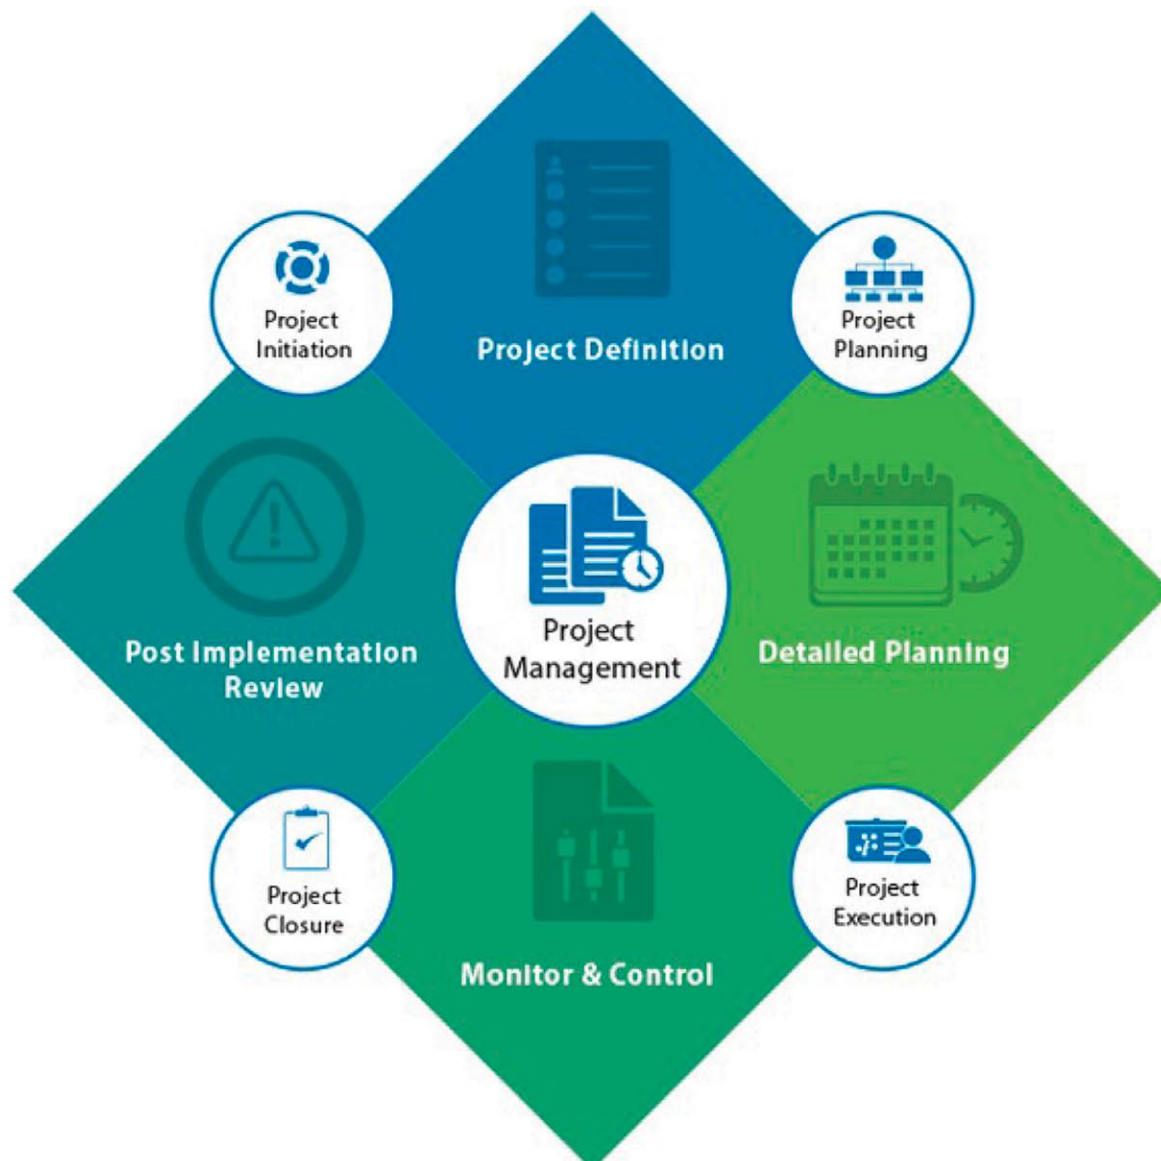 Project
Initiation
Project Definition
Project
Planning
Post Implementation
Review
Project
Management
Detailed Planning
Project
Closure
Monitor & Control
Project
Execution